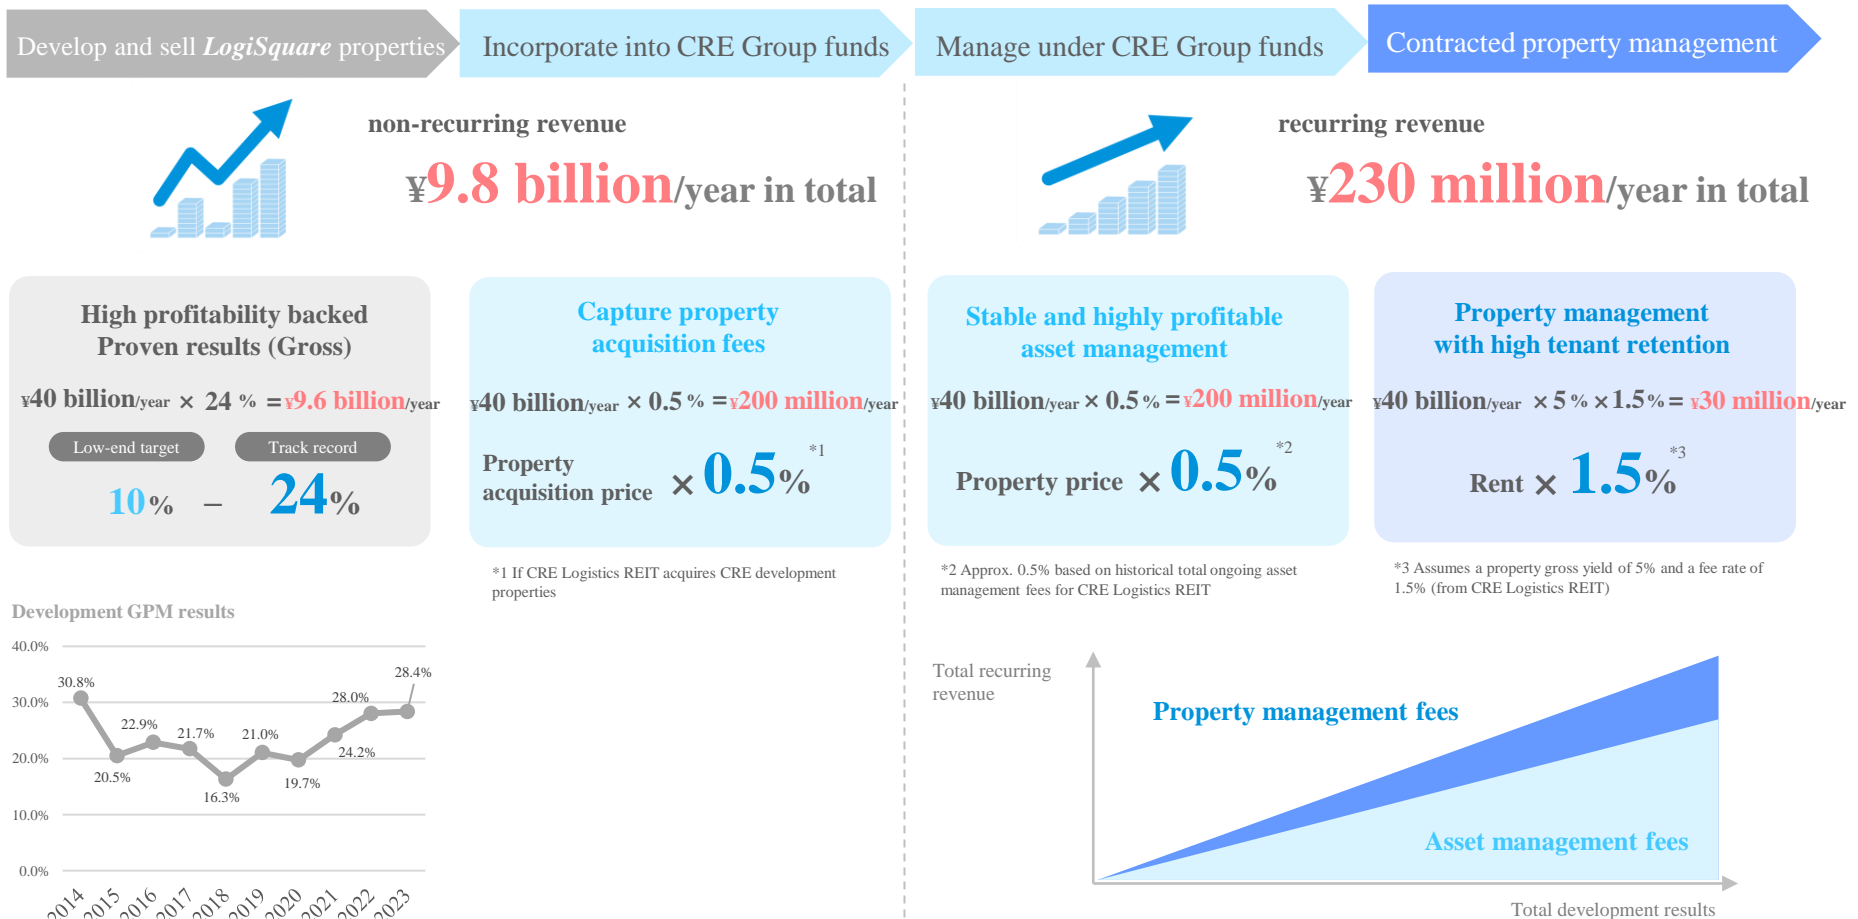 Develop and sell LogiSquare properties
Incorporate into CRE Group funds
Manage under CRE Group funds
Contracted property management
non-recurring revenue
¥9.8 billion/year in total
recurring revenue
¥230 million/year in total
High profitability backed
Proven results (Gross)
¥40 billion/year × 24 % = ¥9.6 billion/year
Low-end target
Track record
10% – 24%
Capture property
acquisition fees
¥40 billion/year × 0.5 % = ¥200 million/year
Property
acquisition price × 0.5% *1
*1 If CRE Logistics REIT acquires CRE development
properties
Stable and highly profitable
asset management
¥40 billion/year × 0.5 % = ¥200 million/year
Property price × 0.5% *2
*2 Approx. 0.5% based on historical total ongoing asset
management fees for CRE Logistics REIT
Property management
with high tenant retention
¥40 billion/year × 5 % × 1.5% = ¥30 million/year
Rent × 1.5% *3
*3 Assumes a property gross yield of 5% and a fee rate of
1.5% (from CRE Logistics REIT)
Development GPM results
40.0%
30.0%
20.0%
10.0%
0.0%
30.8%
20.5%
22.9%
21.7%
16.3%
21.0%
19.7%
24.2%
28.0%
28.4%
2014
2015
2016
2017
2018
2019
2020
2021
2022
2023
Total recurring
revenue
Property management fees
Asset management fees
Total development results